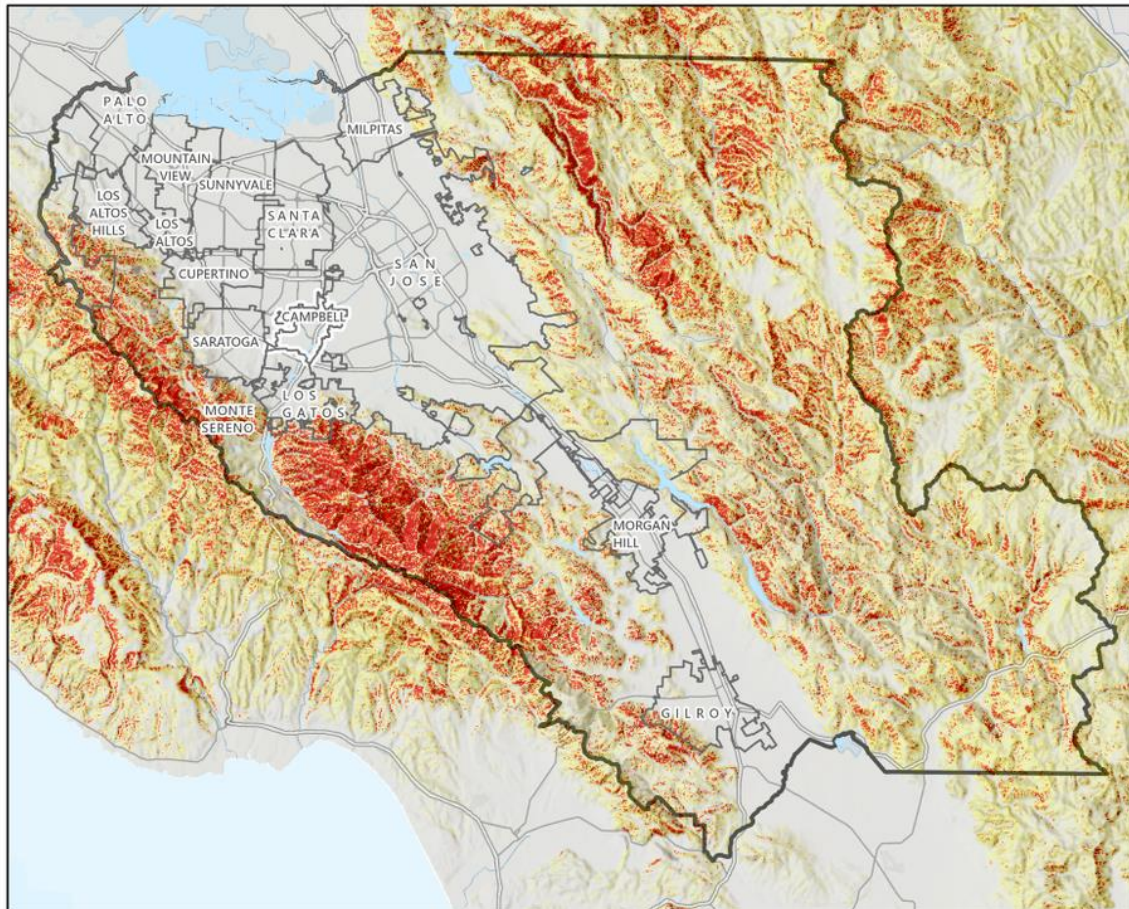 PALO
ALTO
MILPITAS
MOUNTAIN
VIEW
SUNNYVALE
LOS
ALTOS
HILLS
LOS
ALTOS
SANTA
CLARA
CUPERTINO
SAN
JOSE
CAMPBELL
SARATOGA
LOS
GATOS
MONTE
SERENO
MORGAN
HILL
GILROY